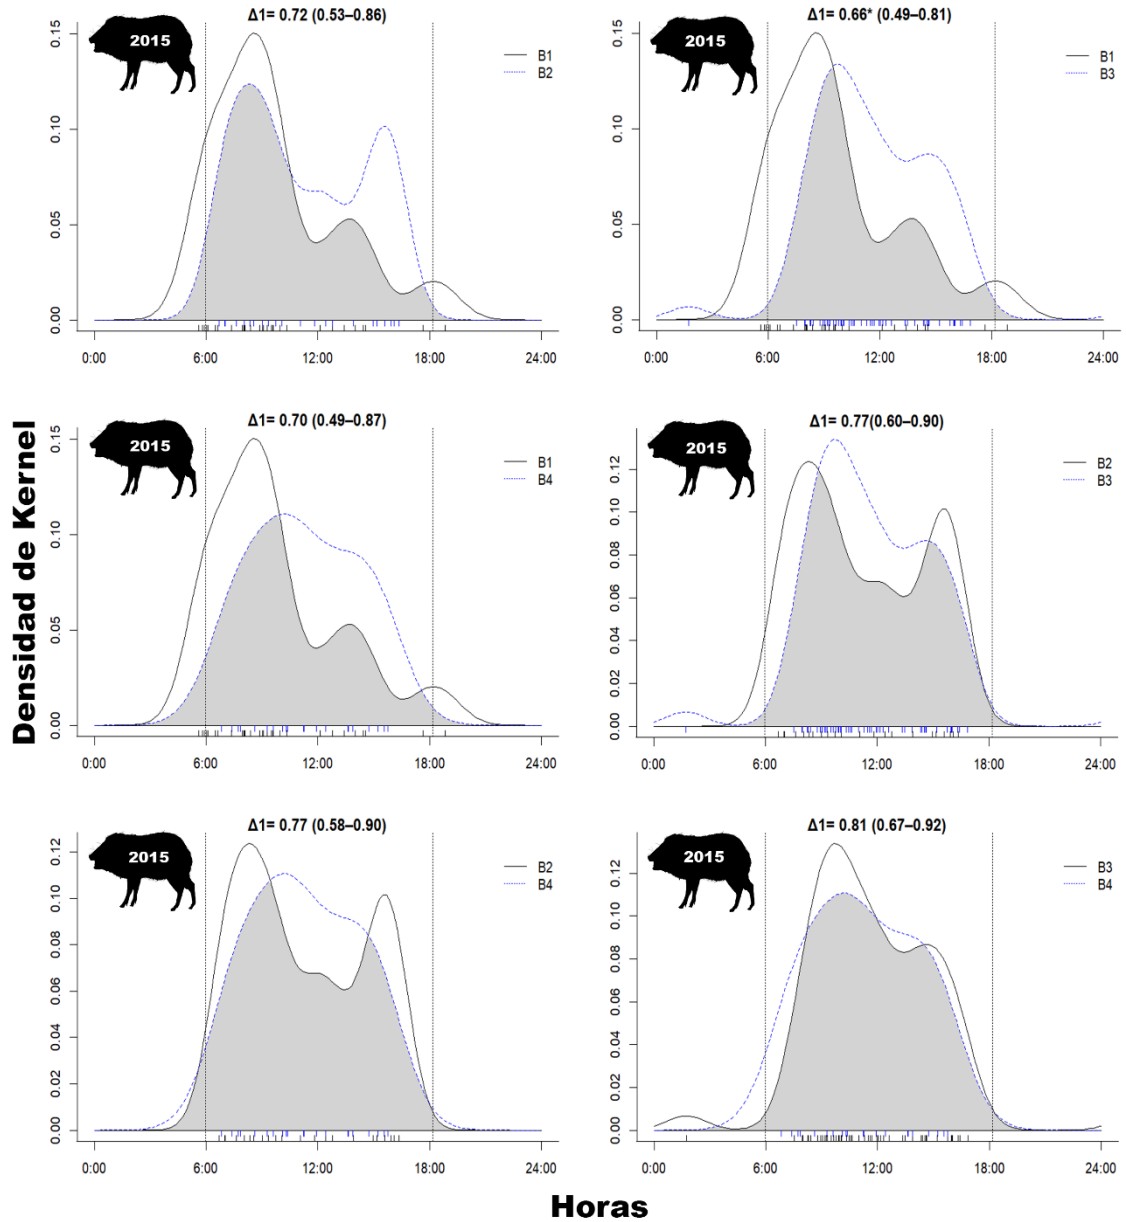 Δ1= 0.72 (0.53–0.86)
2015
B1
B2
0.15
0.10
0.05
0.00
0:00 6:00 12:00 18:00 24:00
Δ1= 0.66* (0.49–0.81)
2015
B1
B3
0.15
0.10
0.05
0.00
0:00 6:00 12:00 18:00 24:00
Densidad de Kernel
Δ1= 0.70 (0.49–0.87)
2015
B1
B4
0.15
0.10
0.05
0.00
0:00 6:00 12:00 18:00 24:00
Δ1= 0.77(0.60–0.90)
2015
B2
B3
0.12
0.10
0.08
0.06
0.04
0.02
0.00
0:00 6:00 12:00 18:00 24:00
Δ1= 0.77 (0.58–0.90)
2015
B2
B4
0.12
0.10
0.08
0.06
0.04
0.02
0.00
0:00 6:00 12:00 18:00 24:00
Δ1= 0.81 (0.67–0.92)
2015
B3
B4
0.12
0.10
0.08
0.06
0.04
0.02
0.00
0:00 6:00 12:00 18:00 24:00
Horas